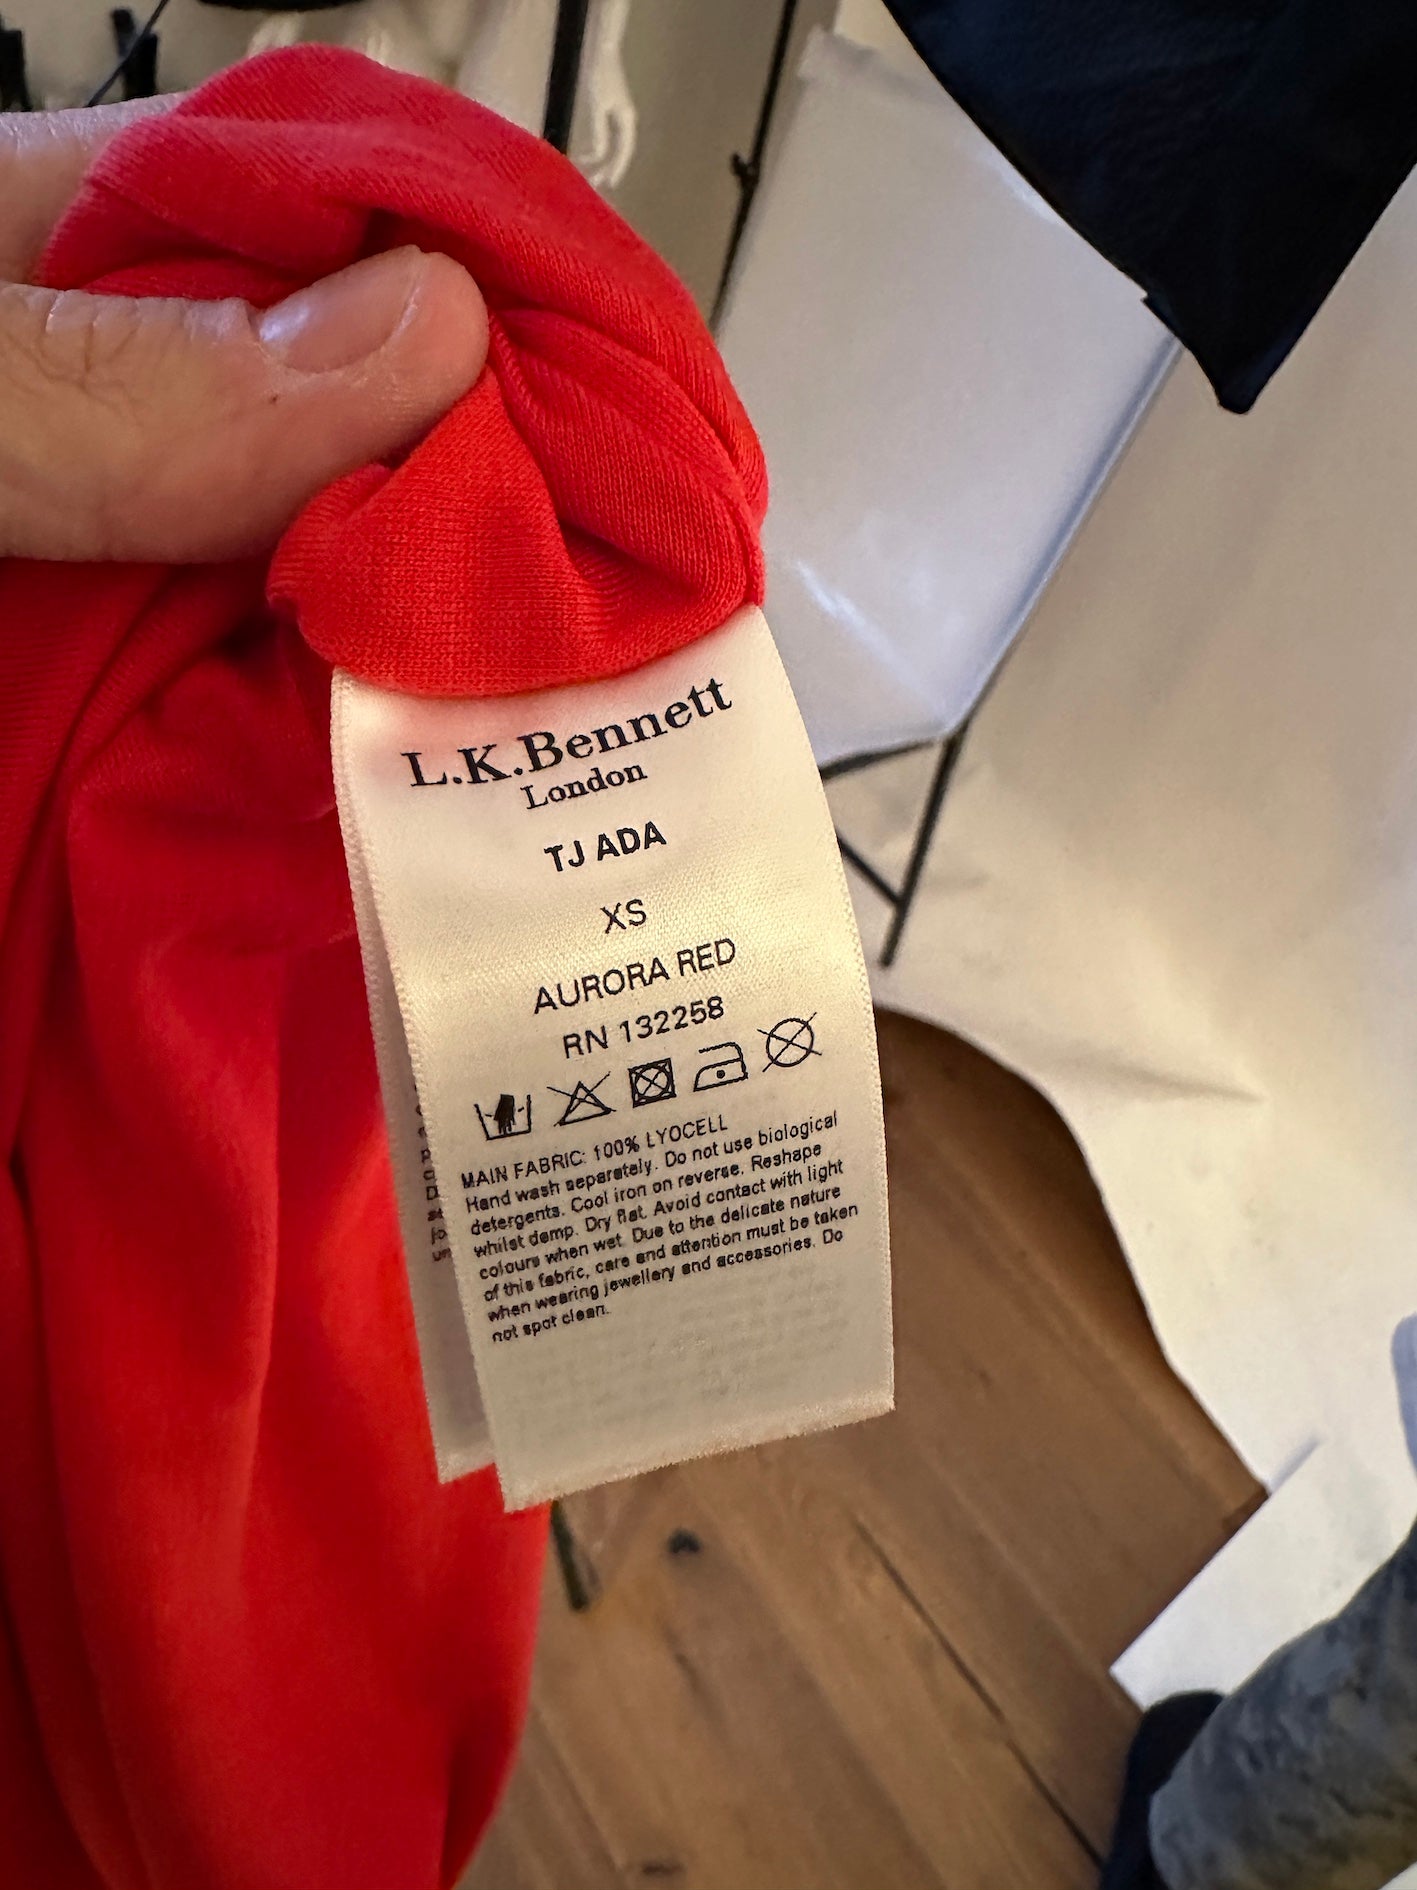 L.K.Bennett
London
TJ ADA
XS
AURORA RED
RN 132258
MAIN FABRIC: 100% LYOCELL
Hand wash separately. Do not use biological
detergents. Cool iron on reverse. Reshape
whilst damp. Dry flat. Avoid contact with light
colours when wet. Due to the delicate nature
of this fabric, care and attention must be taken
when wearing jewellery and accessories. Do
not spot clean.